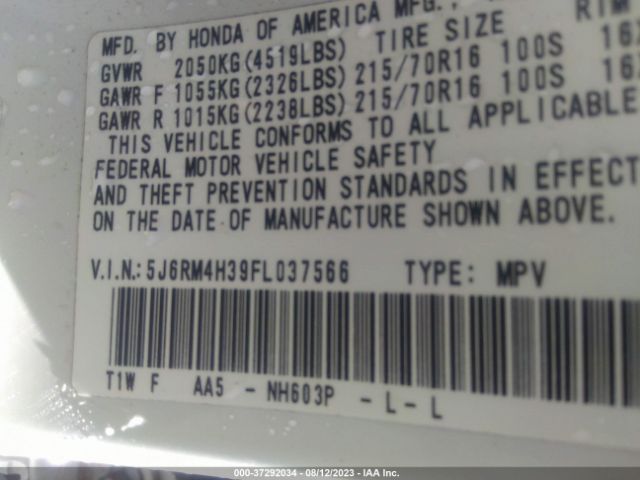 MFD. BY HONDA OF AMERICA MFG.,
GVWR 2050KG(4519LBS) TIRE SIZE RIM
GAWR F 1055KG(2326LBS) 215/70R16 100S 16X
GAWR R 1015KG(2238LBS) 215/70R16 100S 16X
THIS VEHICLE CONFORMS TO ALL APPLICABLE
FEDERAL MOTOR VEHICLE SAFETY
AND THEFT PREVENTION STANDARDS IN EFFECT
ON THE DATE OF MANUFACTURE SHOWN ABOVE.
V.I.N.: 5J6RM4H39FL037566 TYPE: MPV
T1W F AA5 - NH603P - L - L
000-37292034 - 08/12/2023 - IAA Inc.